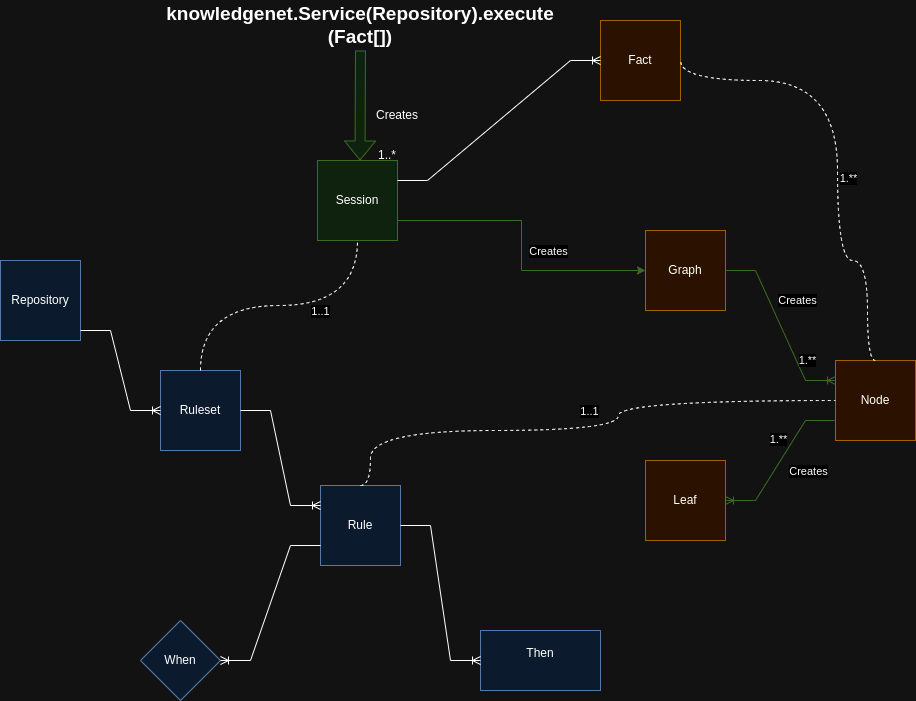 knowledgenet.Service(Repository).execute
(Fact[])
Fact
Creates
1..*
1.**
Session
Creates
Graph
Repository
Creates
1..1
1.**
Ruleset
Node
1..1
1.**
Creates
Leaf
Rule
When
Then